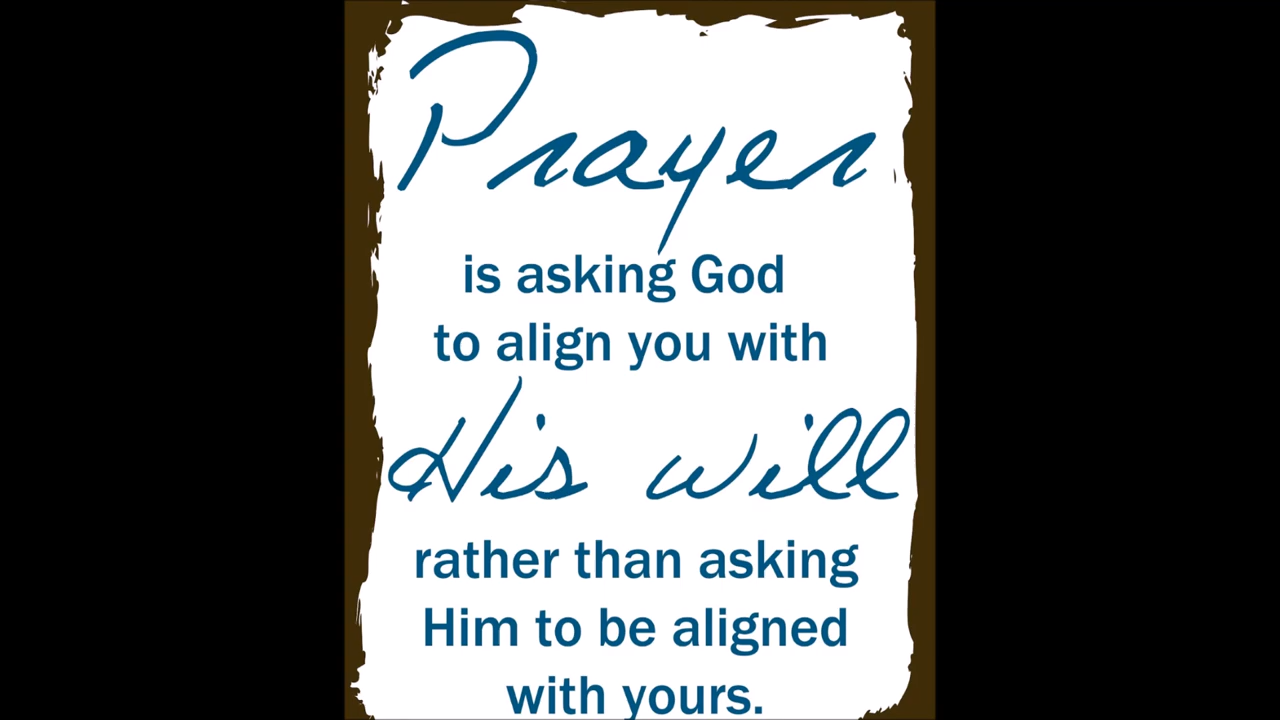 Prayer
is asking God
to align you with
His will
rather than asking
Him to be aligned
with yours.